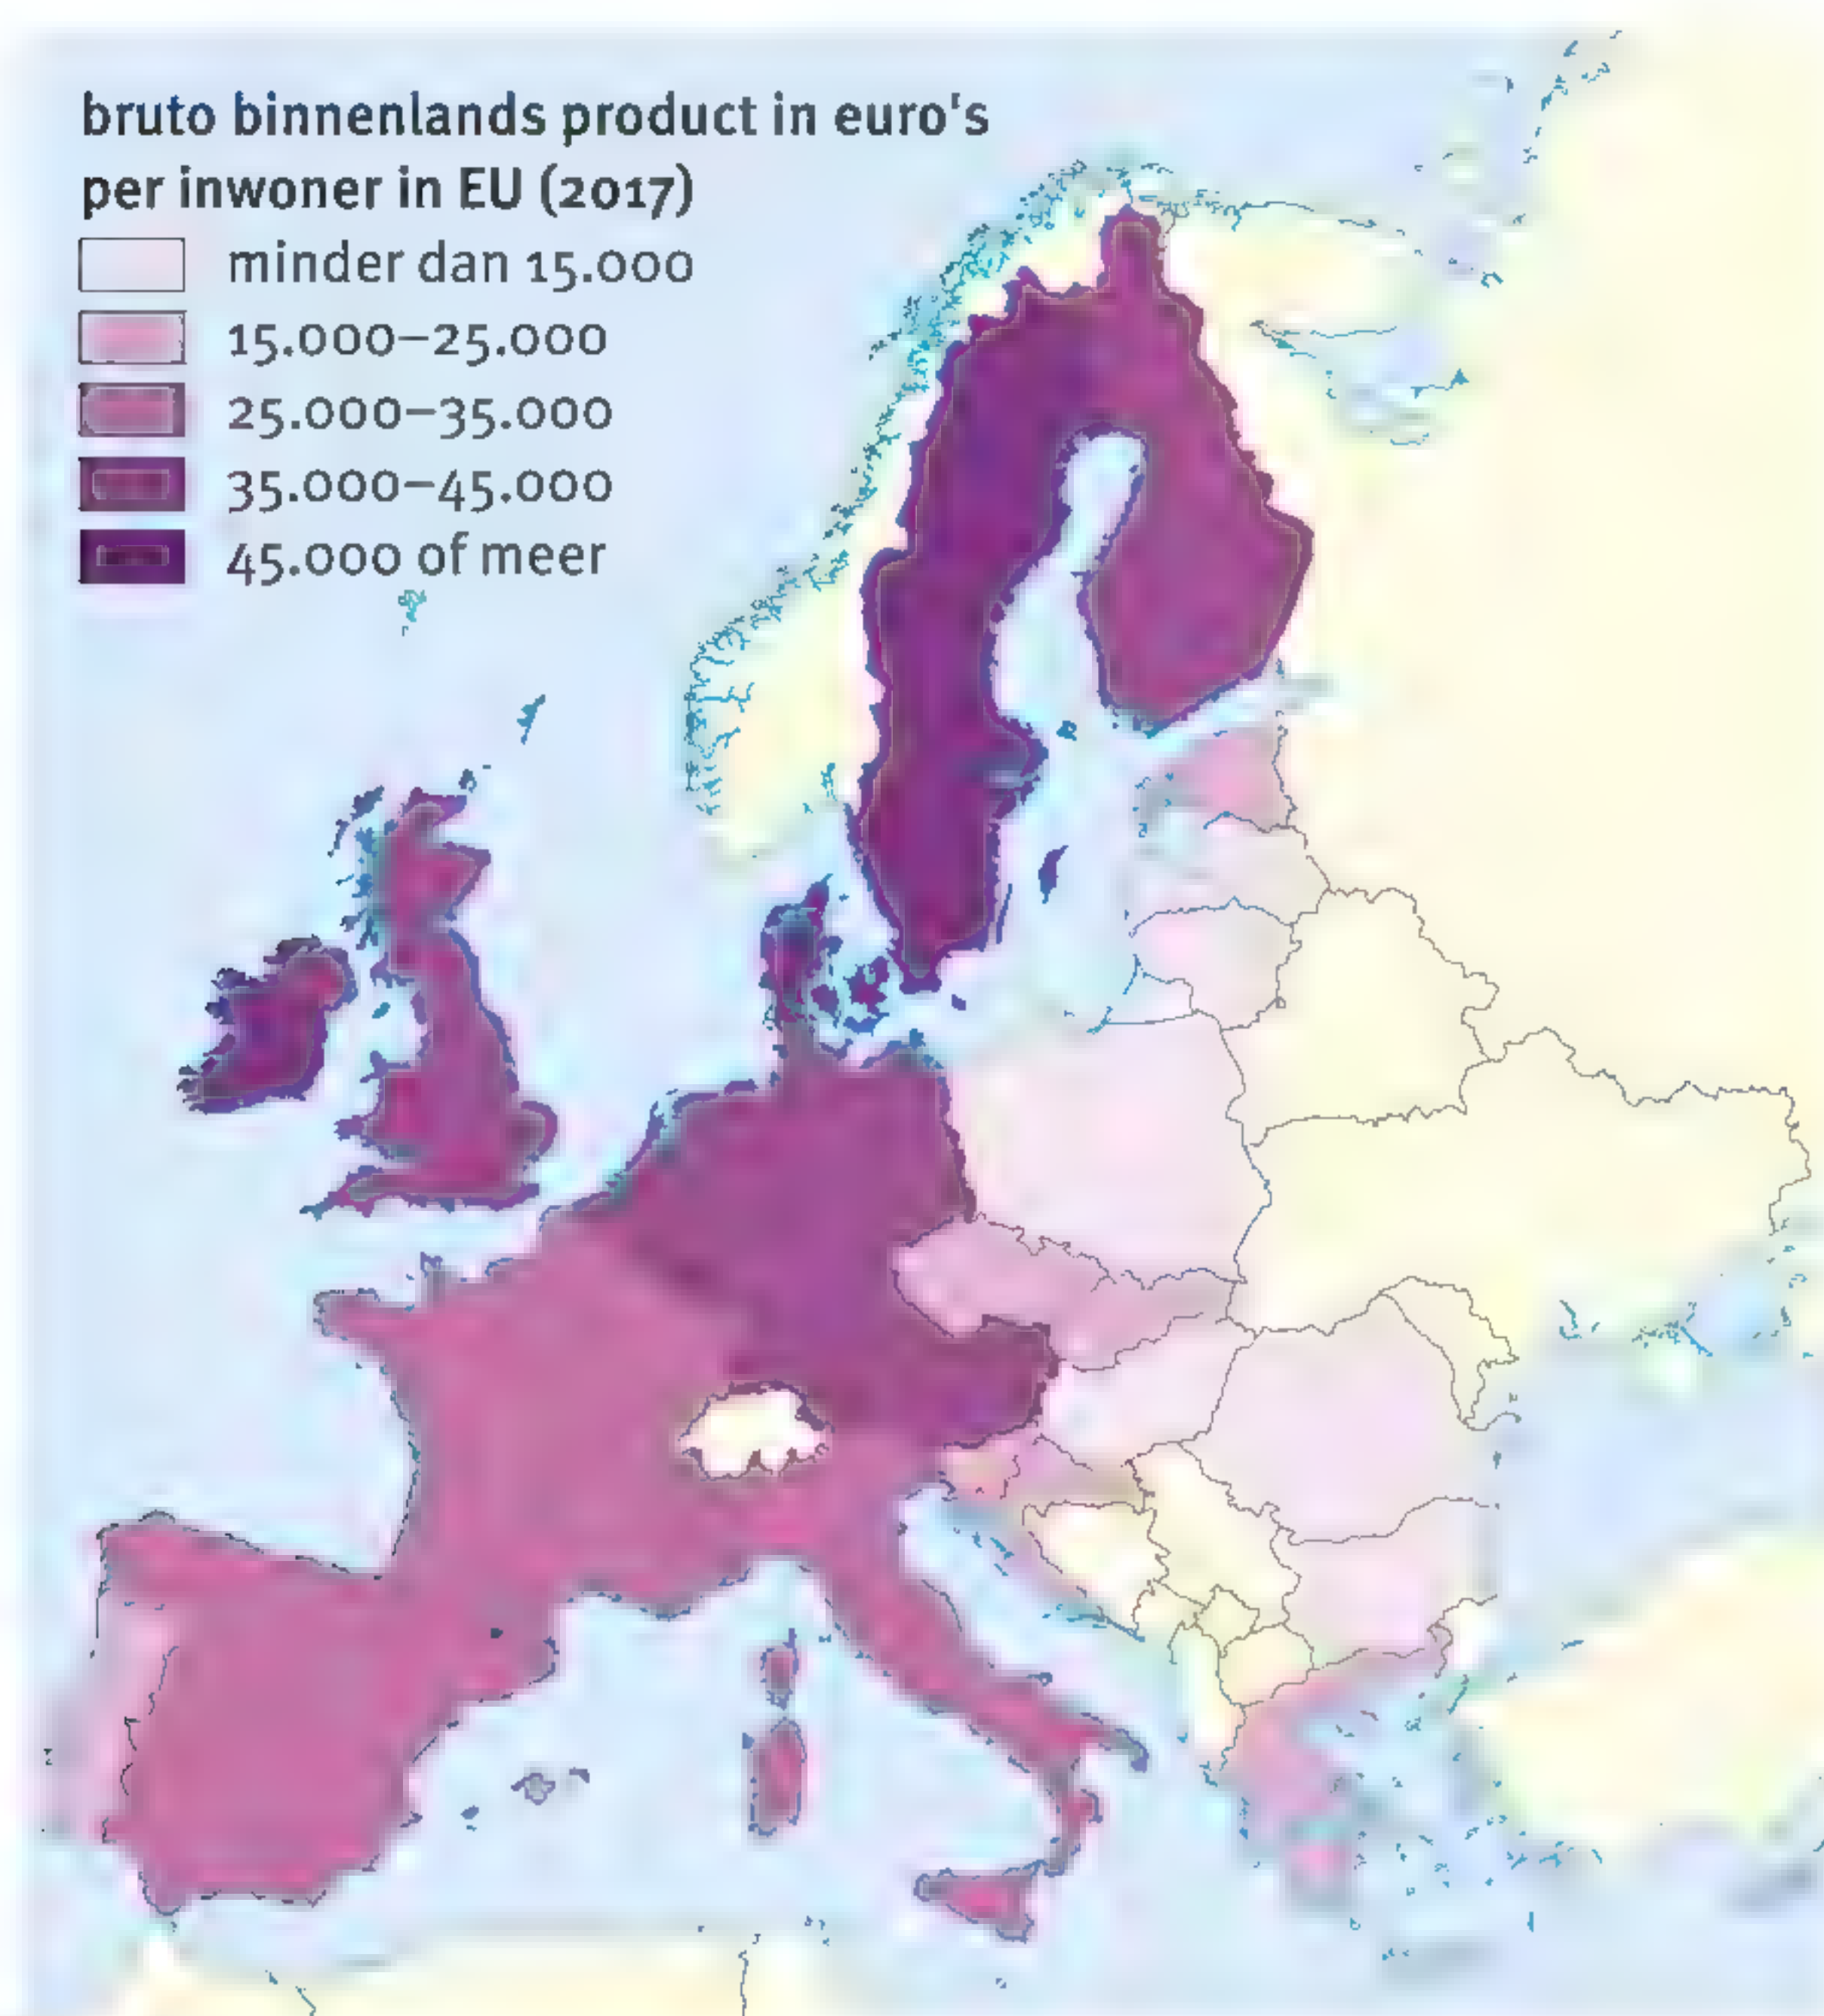 bruto binnenlands product in euro's
per inwoner in EU (2017)
minder dan 15.000
15.000–25.000
25.000–35.000
35.000–45.000
45.000 of meer